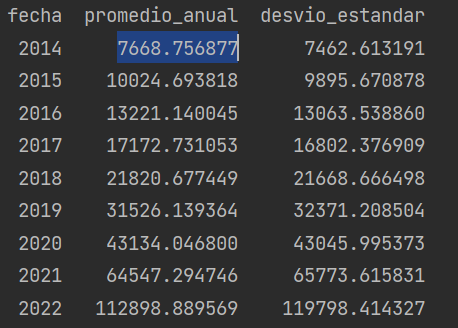 fecha promedio_anual desvio_estandar
2014 7668.756877 7462.613191
2015 10024.693818 9895.670878
2016 13221.140045 13063.538860
2017 17172.731053 16802.376909
2018 21820.677449 21668.666498
2019 31526.139364 32371.208504
2020 43134.046800 43045.995373
2021 64547.294746 65773.615831
2022 112898.889569 119798.414327